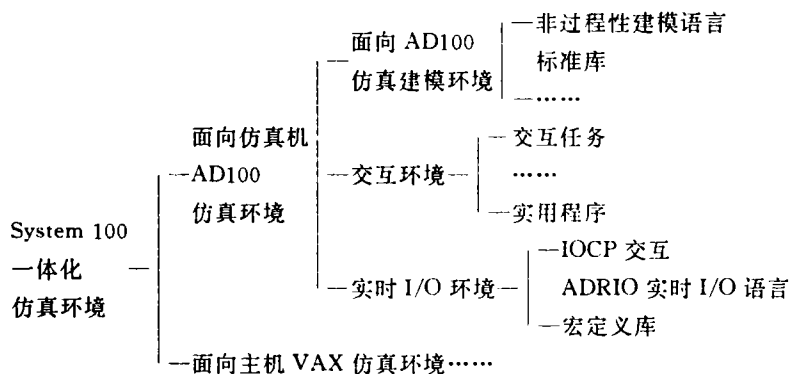 面向 AD100
仿真建模环境
非过程性建模语言
标准库
……
面向仿真机
AD100
仿真环境
交互环境
交互任务
……
实用程序
System 100
一体化
仿真环境
实时 I/O 环境
IOCP 交互
ADRIO 实时 I/O 语言
宏定义库
面向主机 VAX 仿真环境……